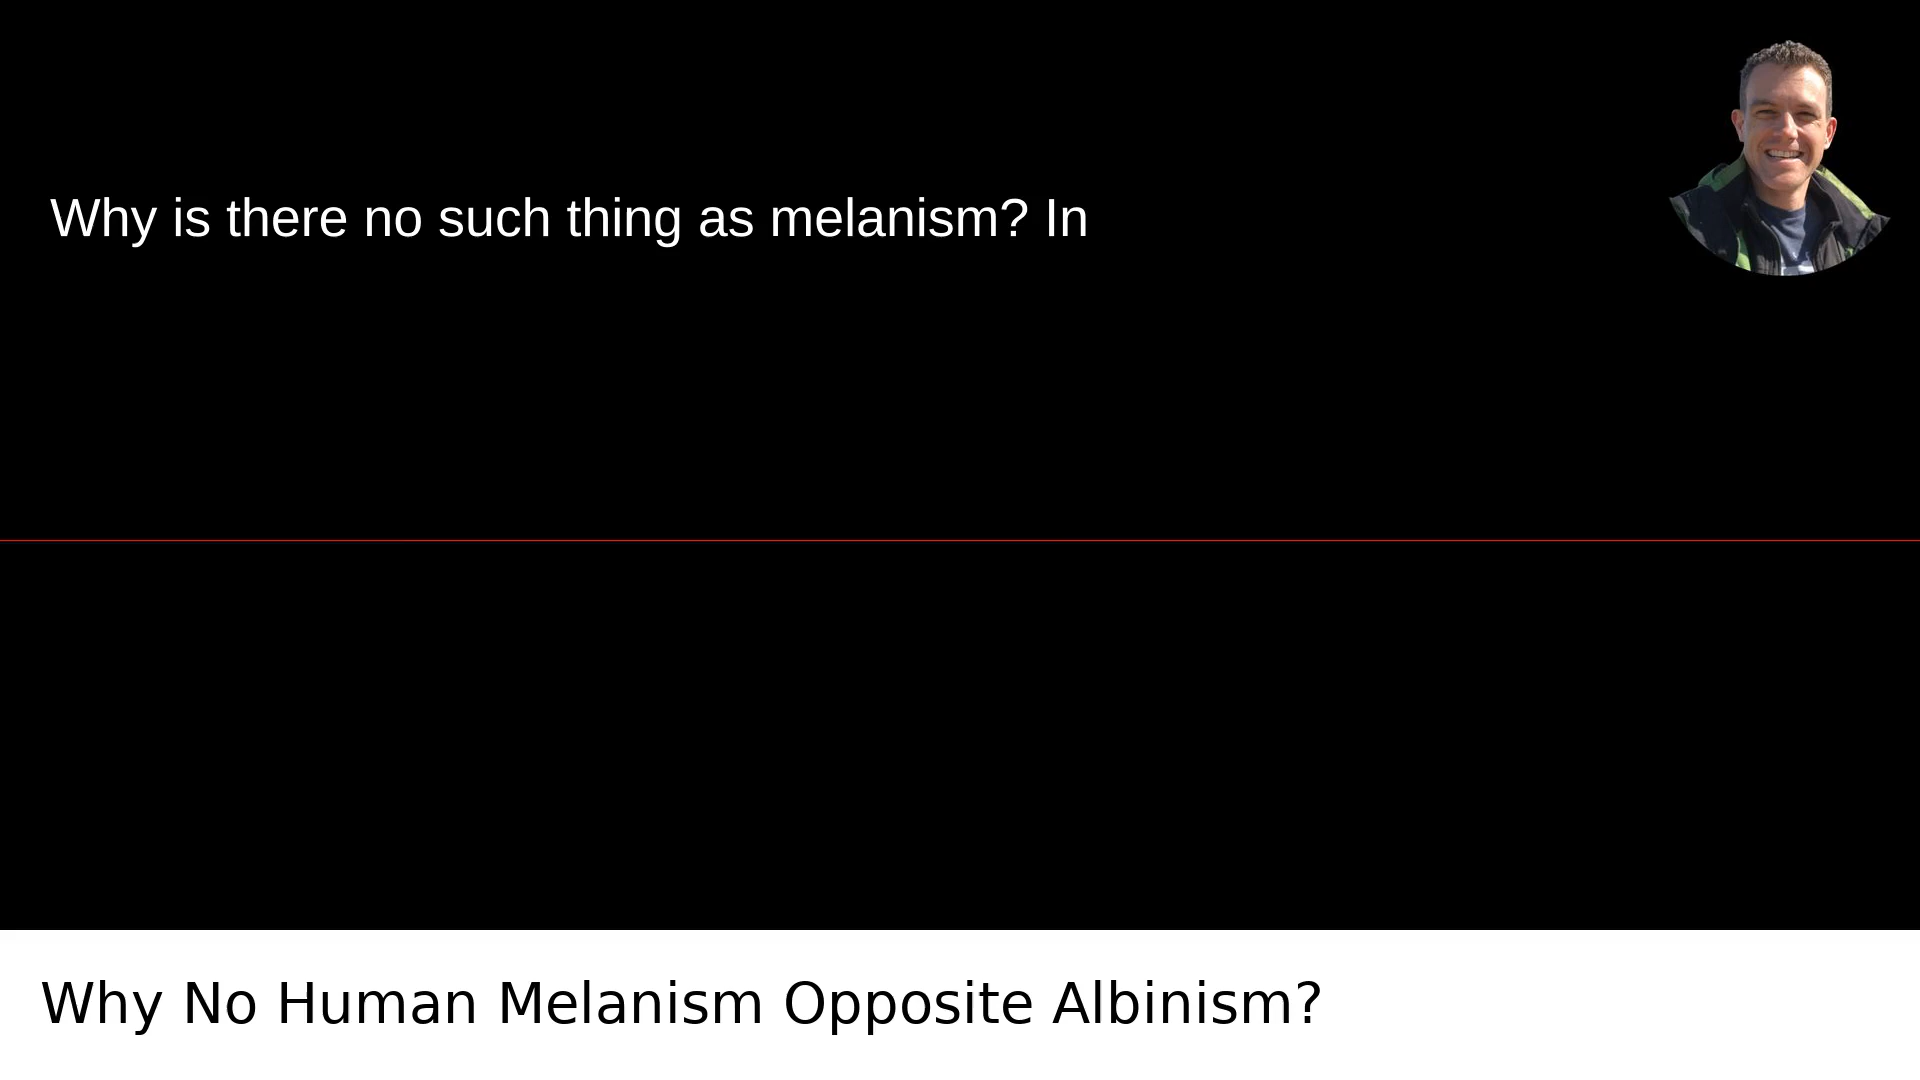 Why is there no such thing as melanism? In
Why No Human Melanism Opposite Albinism?